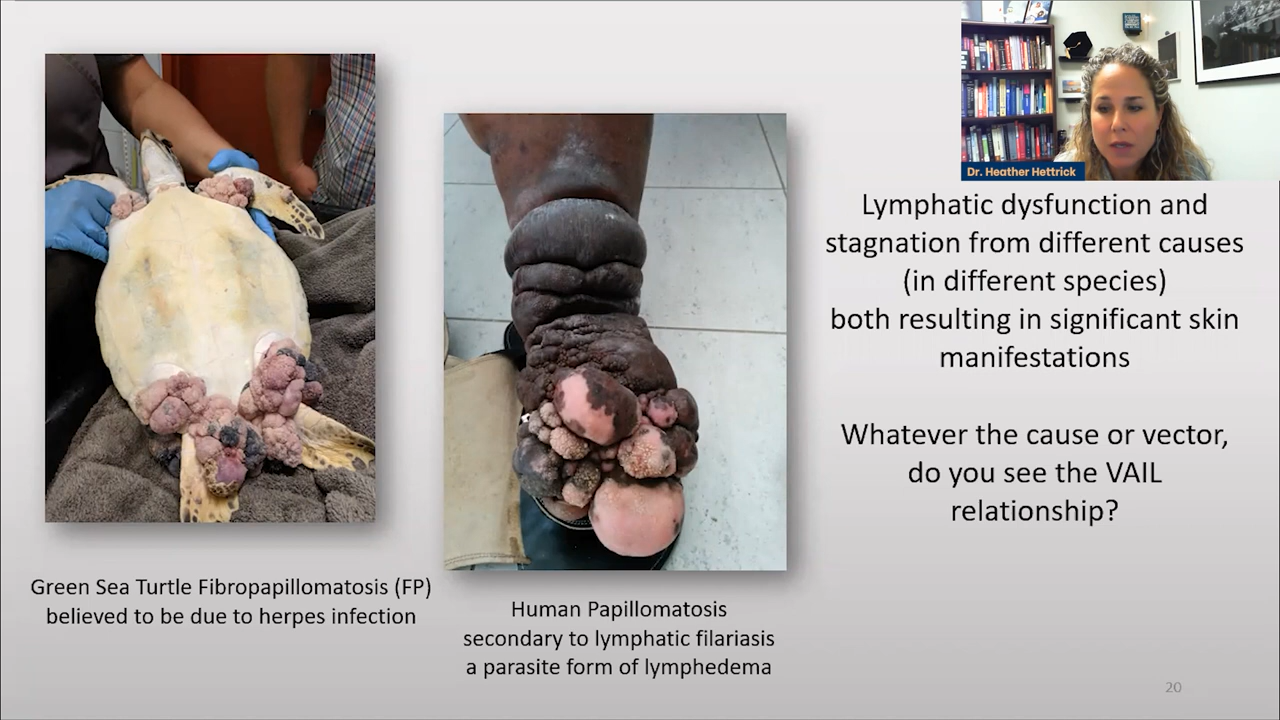 Dr. Heather Hettrick
Lymphatic dysfunction and
stagnation from different causes
(in different species)
both resulting in significant skin
manifestations
Whatever the cause or vector,
do you see the VAIL
relationship?
Green Sea Turtle Fibropapillomatosis (FP)
believed to be due to herpes infection
Human Papillomatosis
secondary to lymphatic filariasis
a parasite form of lymphedema
20